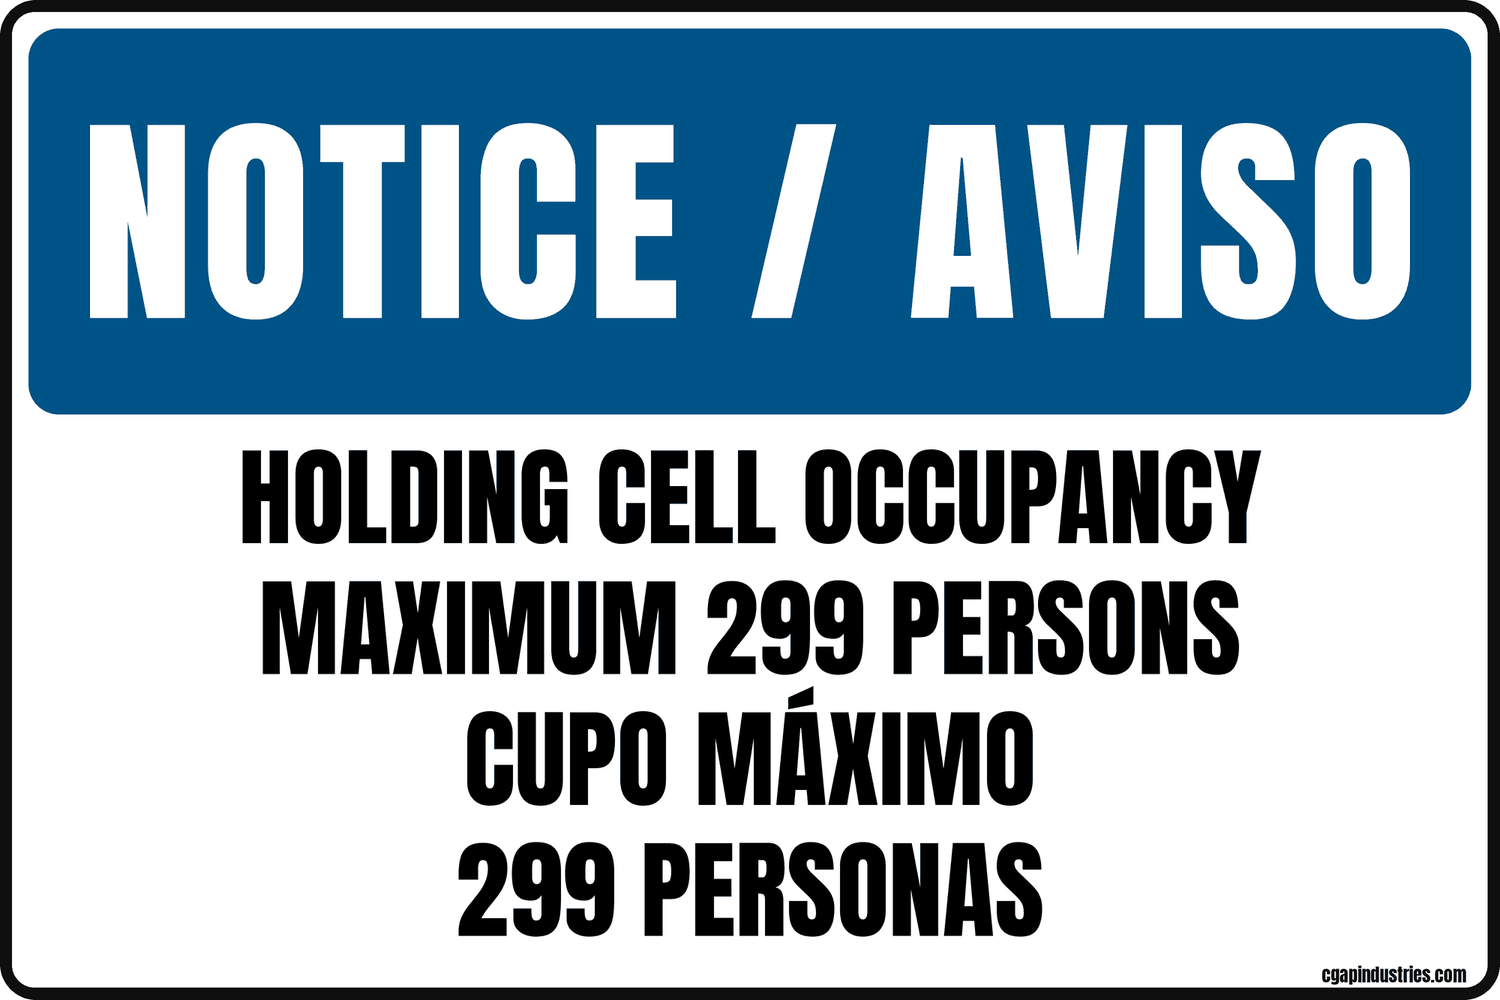 NOTICE / AVISO
HOLDING CELL OCCUPANCY
MAXIMUM 299 PERSONS
CUPO MÁXIMO
299 PERSONAS
cgapindustries.com